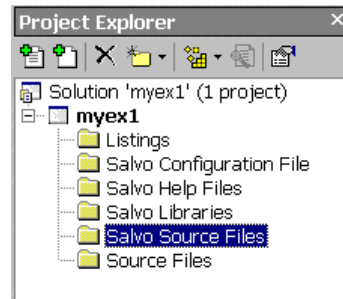 Project Explorer
Solution 'myex1' (1 project)
myex1
Listings
Salvo Configuration File
Salvo Help Files
Salvo Libraries
Salvo Source Files
Source Files